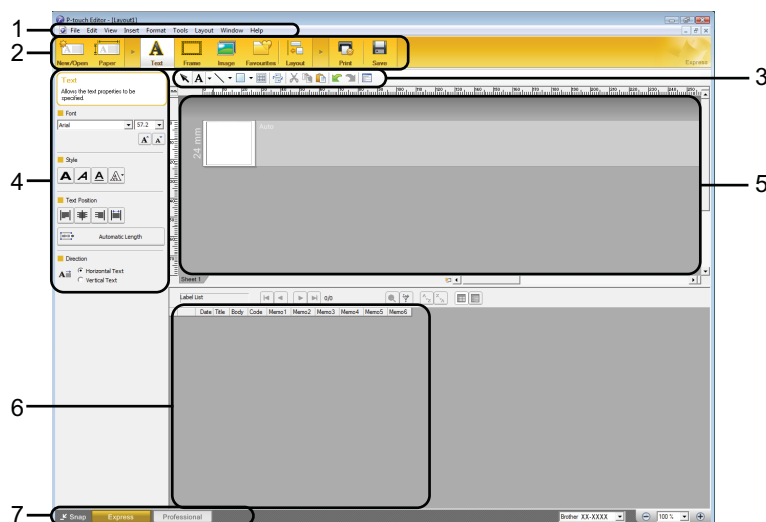 P-touch Editor - [Layout1]
1
File Edit View Insert Format Tools Layout Window Help
2
New/Open Paper Text Frame Image Favourites Layout Print Save Express
3
Text
Allows the text properties to be
specified.
Font
Arial 57.2
A A
4
Style
A A A A
Text Position
Automatic Length
Direction
A Horizontal Text
Vertical Text
A
mm
24 mm
Auto
5
Sheet 1
Label List 0/0
Date Title Body Code Memo1 Memo2 Memo3 Memo4 Memo5 Memo6
6
7
Snap Express Professional Brother XX-XXXX 100 %